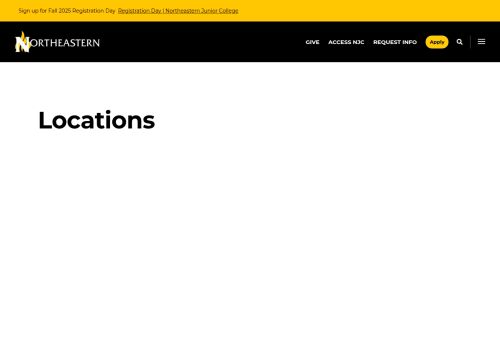 Sign up for Fall 2025 Registration Day Registration Day | Northeastern Junior College
NORTHEASTERN
GIVE ACCESS NJC REQUEST INFO Apply
Locations